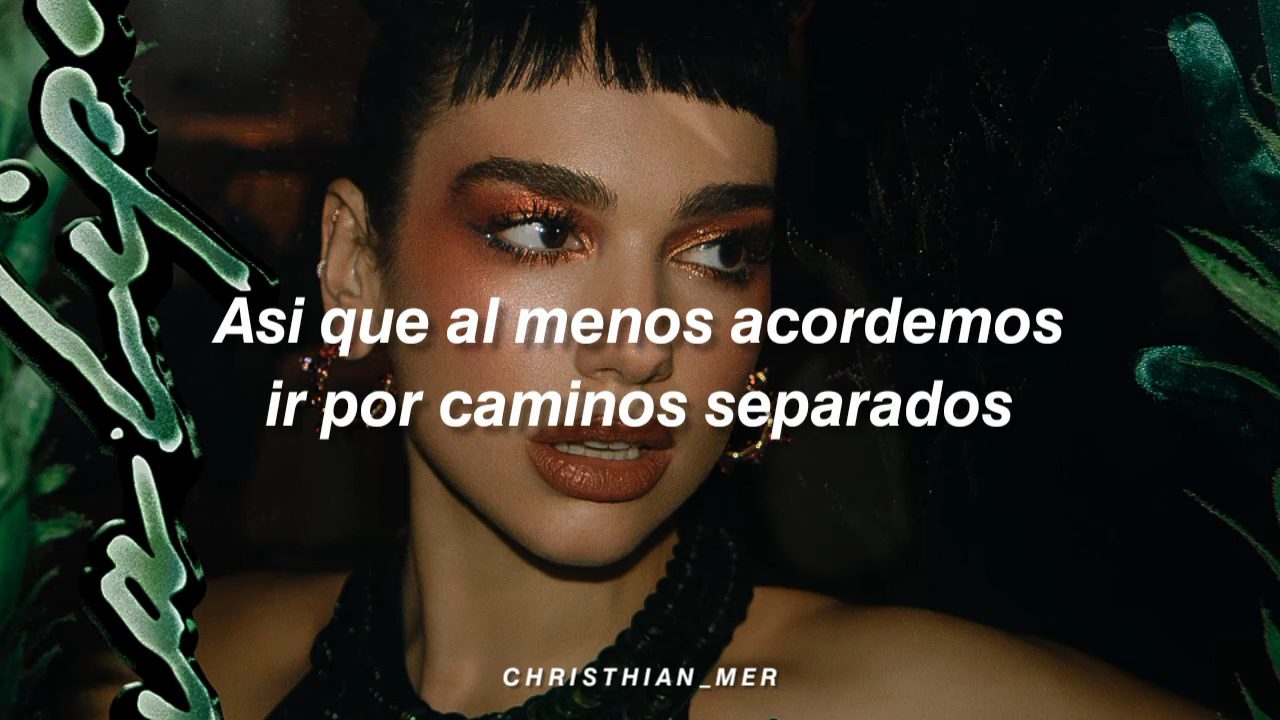 Asi que al menos acordemos
ir por caminos separados
CHRISTHIAN_MER